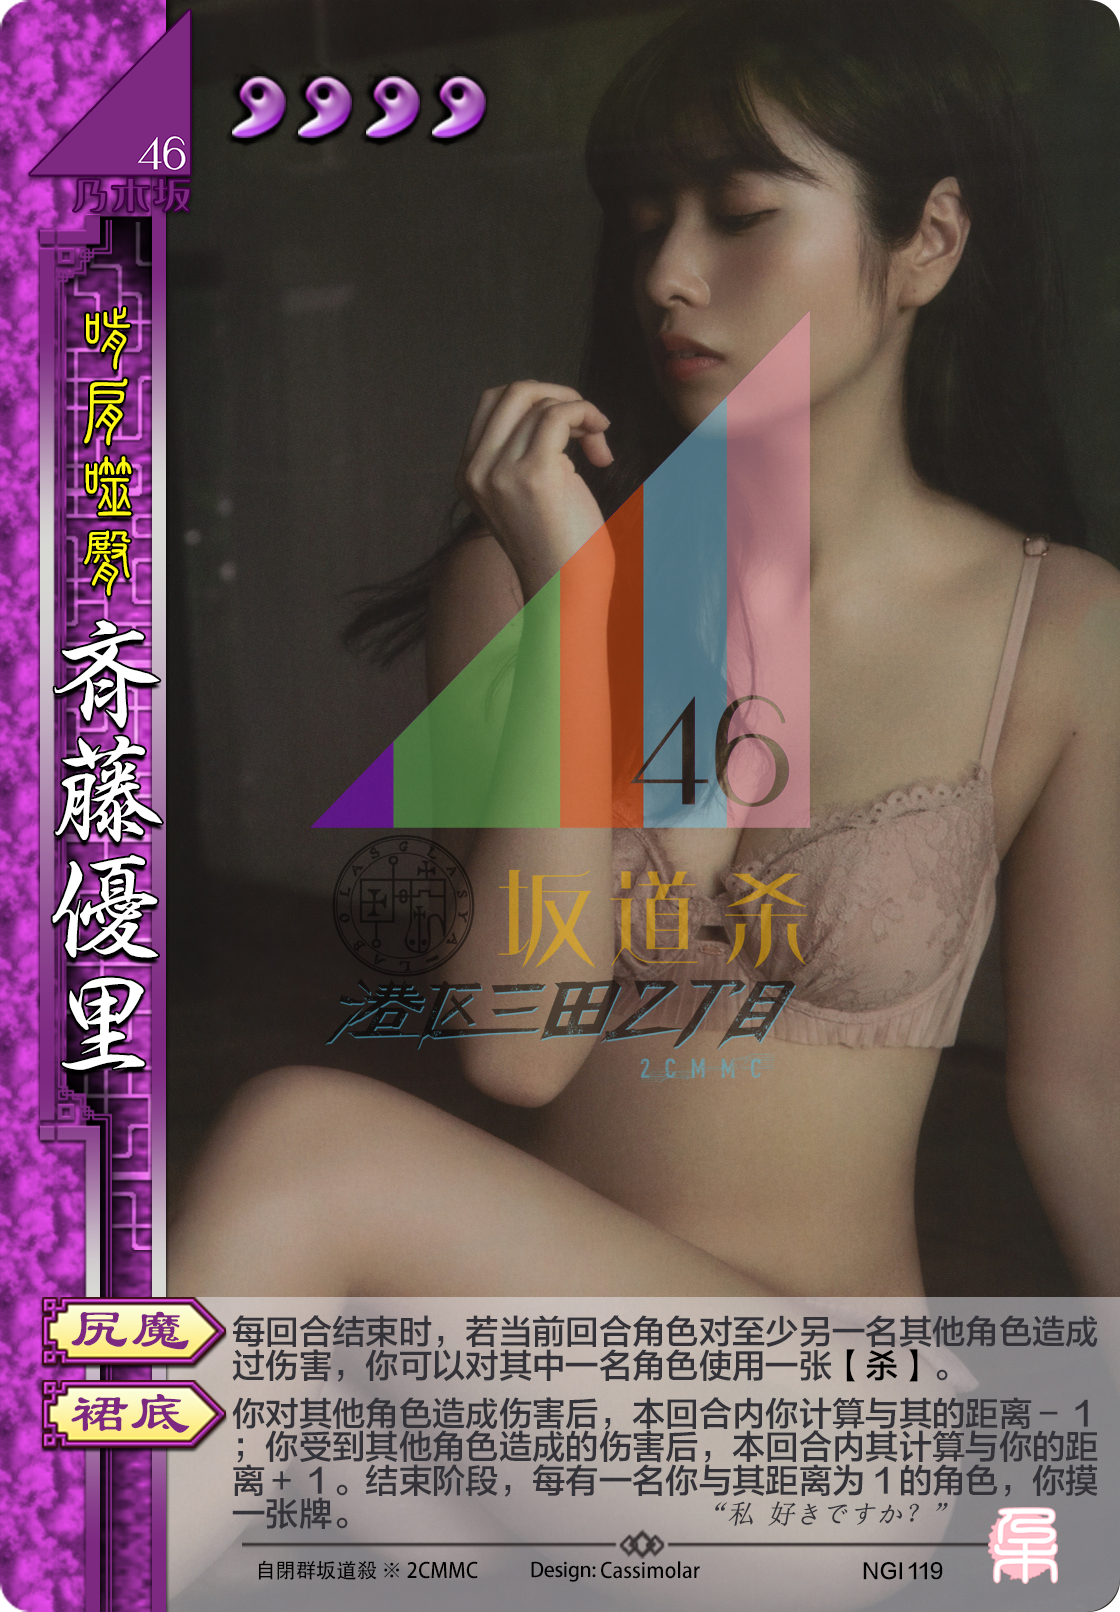 46
乃木坂
啃屑噬臀
斉藤優里
46
GLASYALABOLAS
坂道杀
港区三田2丁目
2CMMC
尻魔
每回合结束时，若当前回合角色对至少另一名其他角色造成
过伤害，你可以对其中一名角色使用一张【杀】。
裙底
你对其他角色造成伤害后，本回合内你计算与其的距离－１
；你受到其他角色造成的伤害后，本回合内其计算与你的距
离＋１。结束阶段，每有一名你与其距离为１的角色，你摸
一张牌。
“私 好きですか？”
自閉群坂道殺 ※ 2CMMC
Design: Cassimolar
NGI 119